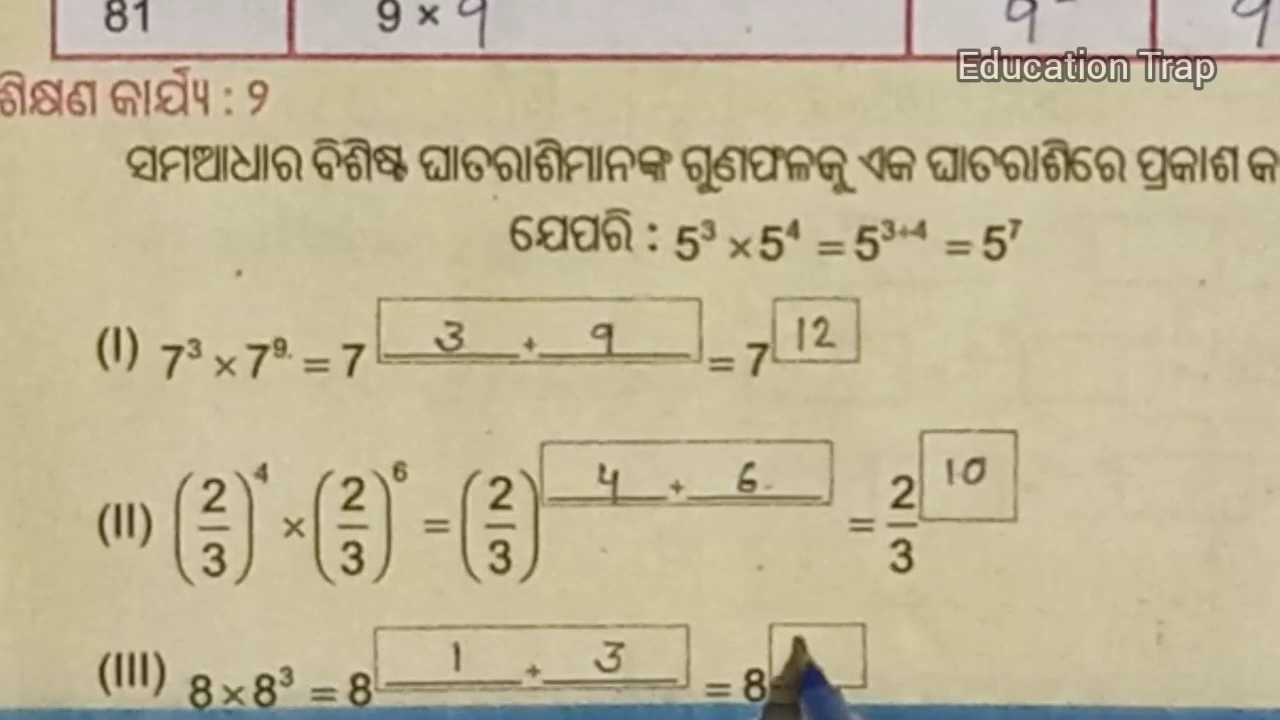 81 9 × 9 9 9
Education Trap
ଶିକ୍ଷଣ କାର୍ଯ୍ୟ : ୨
ସମଆଧାର ବିଶିଷ୍ଟ ଘାତରାଶିମାନଙ୍କ ଗୁଣଫଳକୁ ଏକ ଘାତରାଶିରେ ପ୍ରକାଶ କ
ଯେପରି : 5³ × 5⁴ = 5³⁺⁴ = 5⁷
(I) 7³ × 7⁹ = 7 3 + 9 = 7 12
(II) (2/3)⁴ × (2/3)⁶ = (2/3) 4 + 6 = 2/3 10
(III) 8 × 8³ = 8 1 + 3 = 8